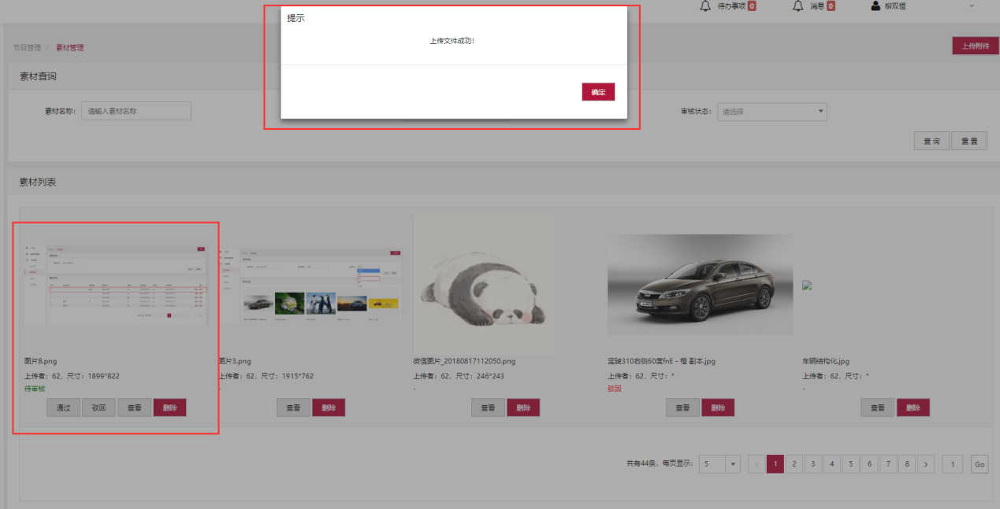 提示
上传文件成功!
确定
待办事项 0
消息 0
柳双恒
节目管理 / 素材管理
上传附件
素材查询
素材名称: 请输入素材名称
审核状态: 请选择
查 询 重 置
素材列表
图片8.png
上传者: 62, 尺寸: 1899*822
待审核
通过 驳回 查看 删除
图片3.png
上传者: 62, 尺寸: 1915*762
-
查看 删除
微信图片_20180817112050.png
上传者: 62, 尺寸: 246*243
-
查看 删除
宝骏310右侧60度fnE - 橙 副本.jpg
上传者: 62, 尺寸: *
驳回
查看 删除
车辆结构化.jpg
上传者: 62, 尺寸: *
-
查看 删除
共有44条, 每页显示: 5 < 1 2 3 4 5 6 7 8 > 1 Go